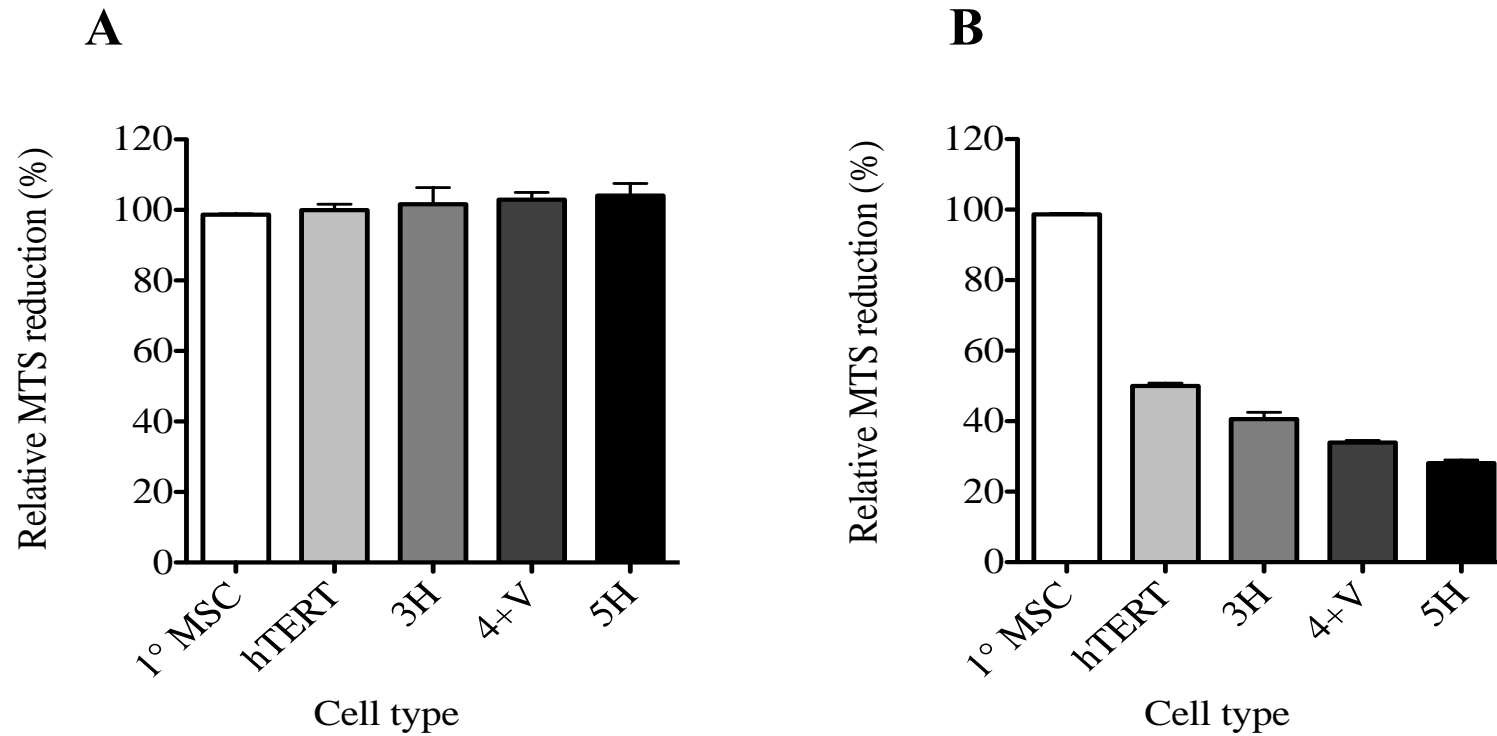 A
Relative MTS reduction (%)
120
100
80
60
40
20
0
1° MSC
hTERT
3H
4+V
5H
Cell type
B
Relative MTS reduction (%)
120
100
80
60
40
20
0
1° MSC
hTERT
3H
4+V
5H
Cell type